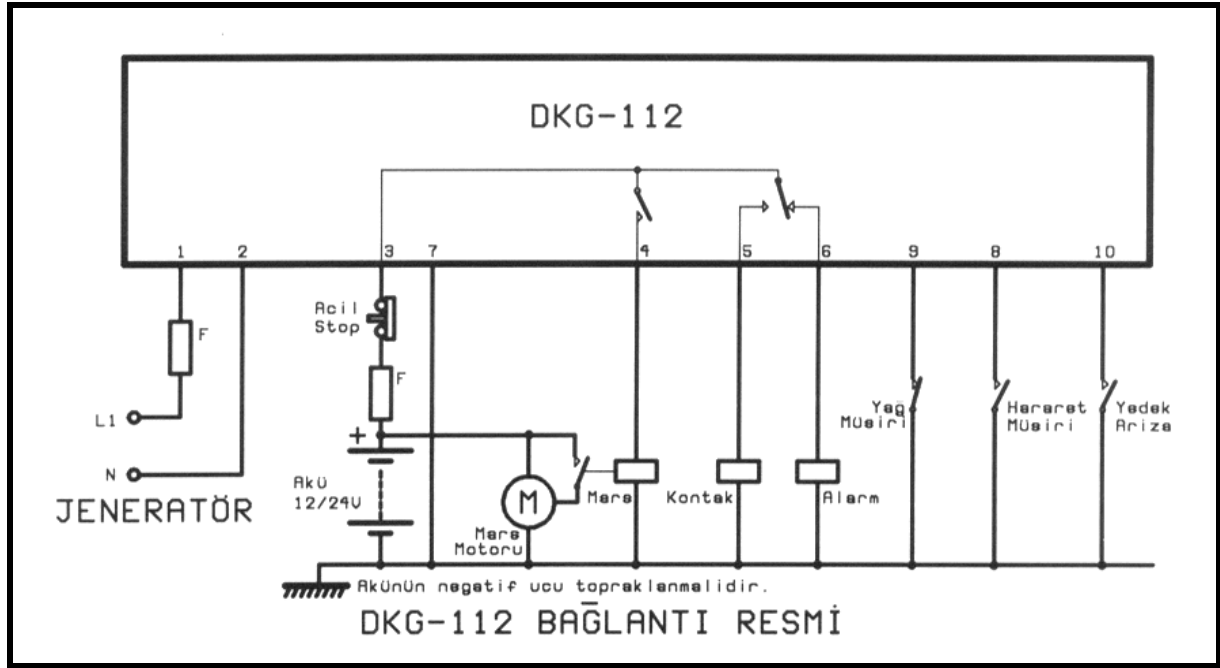 DKG-112
1 2 3 7 4 5 6 9 8 10
Acil
Stop
F
F
L1
N
JENERATÖR
+
Akü
12/24V
M
Marş
Motoru
Marş
Kontak
Alarm
Yağ
Müşiri
Hararet
Müşiri
Yedek
Arıza
Akünün negatif ucu topraklanmalidir.
DKG-112 BAĞLANTI RESMİ